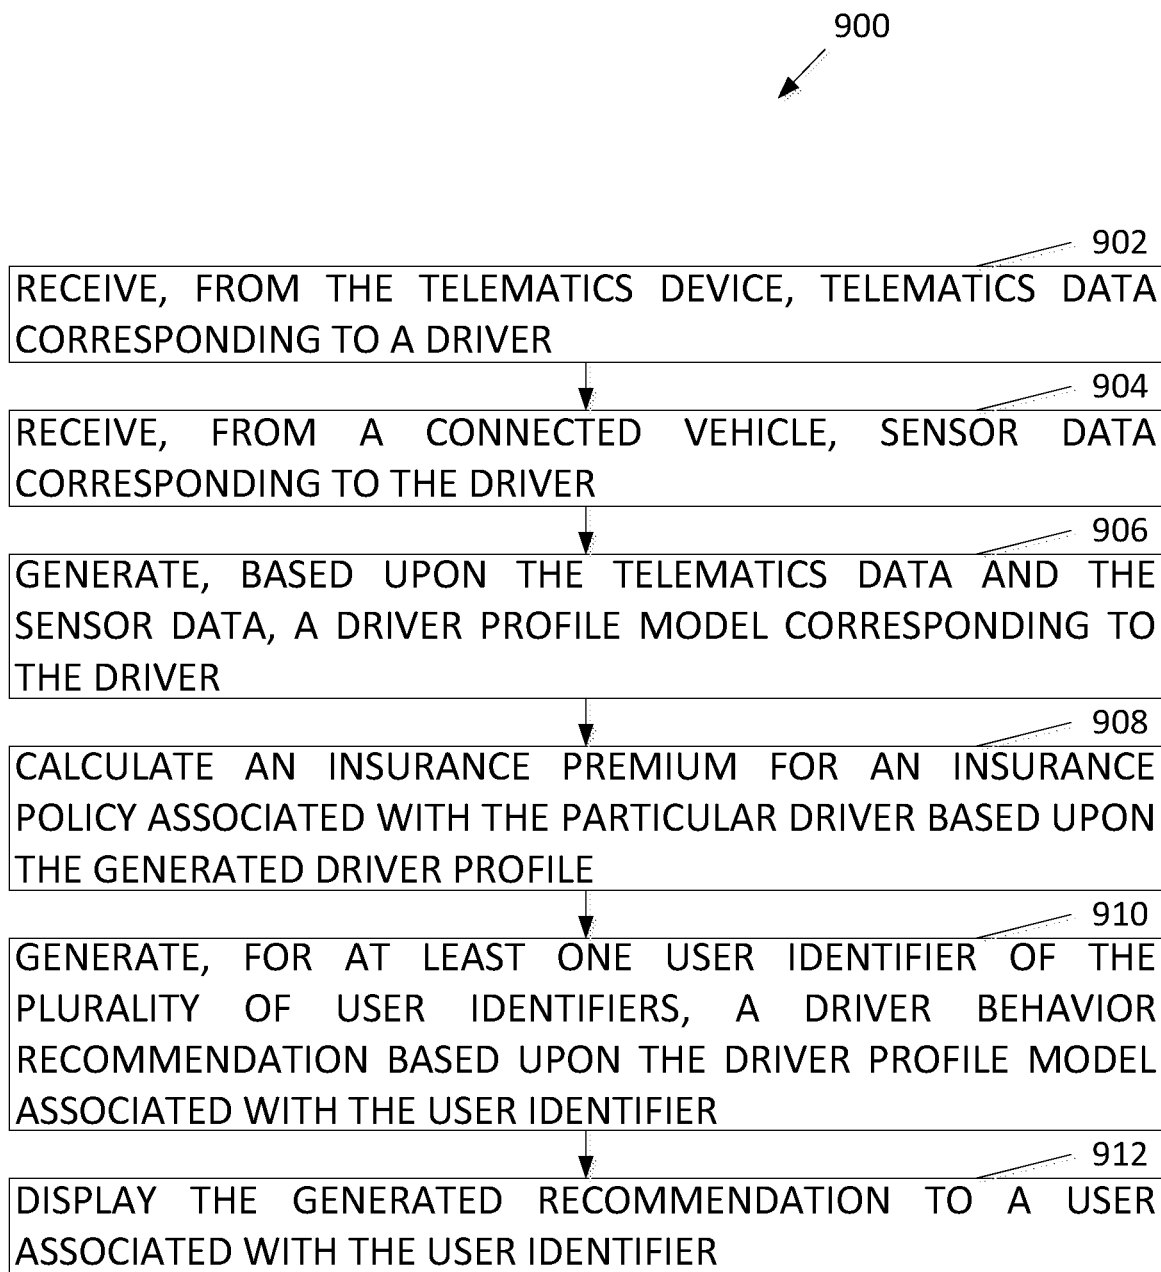 900
902
RECEIVE, FROM THE TELEMATICS DEVICE, TELEMATICS DATA
CORRESPONDING TO A DRIVER
904
RECEIVE, FROM A CONNECTED VEHICLE, SENSOR DATA
CORRESPONDING TO THE DRIVER
906
GENERATE, BASED UPON THE TELEMATICS DATA AND THE
SENSOR DATA, A DRIVER PROFILE MODEL CORRESPONDING TO
THE DRIVER
908
CALCULATE AN INSURANCE PREMIUM FOR AN INSURANCE
POLICY ASSOCIATED WITH THE PARTICULAR DRIVER BASED UPON
THE GENERATED DRIVER PROFILE
910
GENERATE, FOR AT LEAST ONE USER IDENTIFIER OF THE
PLURALITY OF USER IDENTIFIERS, A DRIVER BEHAVIOR
RECOMMENDATION BASED UPON THE DRIVER PROFILE MODEL
ASSOCIATED WITH THE USER IDENTIFIER
912
DISPLAY THE GENERATED RECOMMENDATION TO A USER
ASSOCIATED WITH THE USER IDENTIFIER